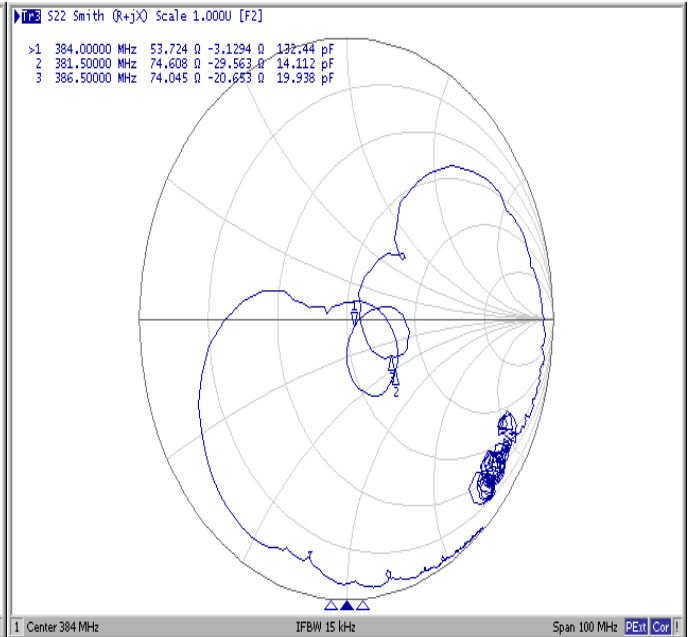 Tr3 S22 Smith (R+jX) Scale 1.000U [F2]
>1 384.00000 MHz 53.724 Ω -3.1294 Ω 132.44 pF
2 381.50000 MHz 74.608 Ω -29.563 Ω 14.112 pF
3 386.50000 MHz 74.045 Ω -20.653 Ω 19.938 pF
1
2
1 Center 384 MHz IFBW 15 kHz Span 100 MHz PExt Cor !